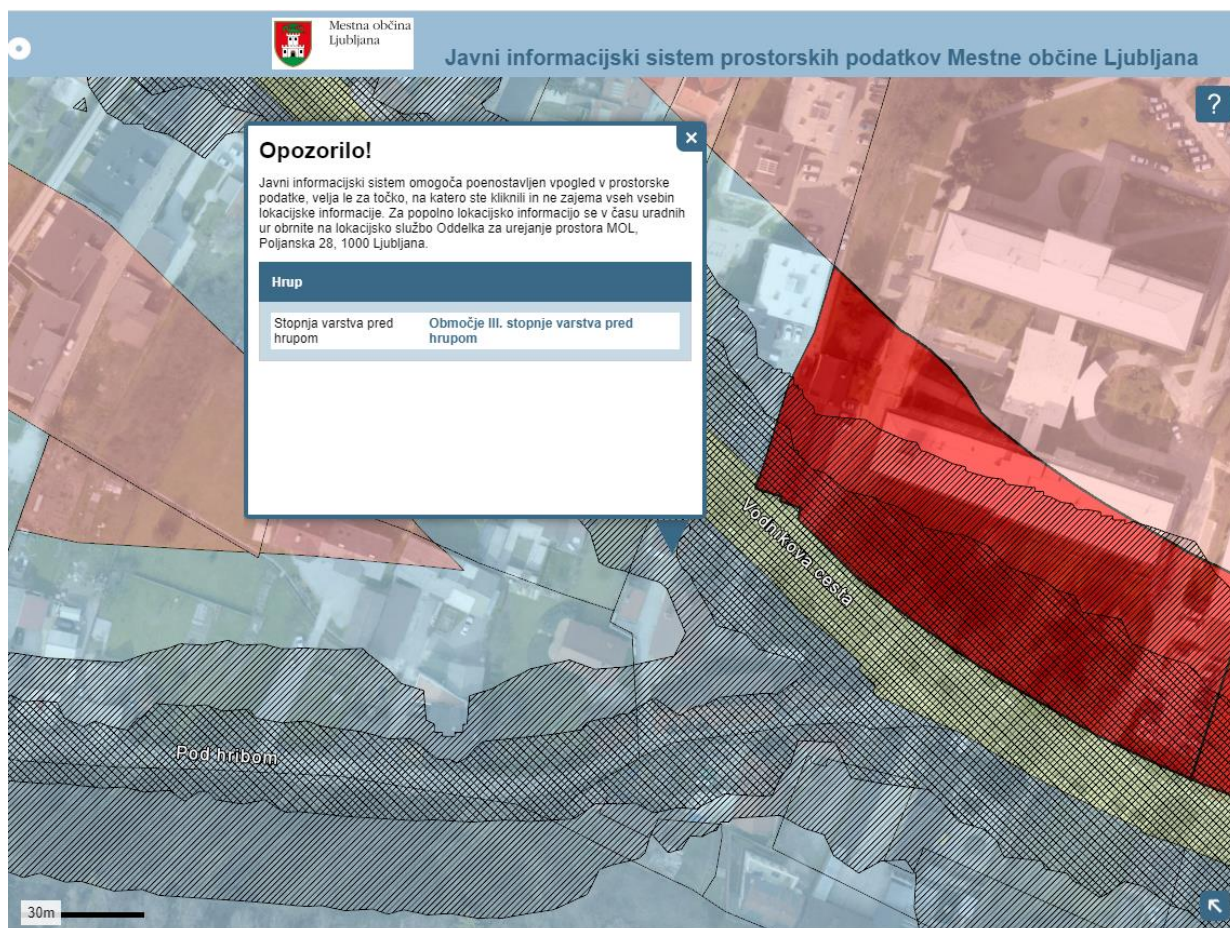 Mestna občina
Ljubljana
Javni informacijski sistem prostorskih podatkov Mestne občine Ljubljana
?
Opozorilo!
Javni informacijski sistem omogoča poenostavljen vpogled v prostorske
podatke, velja le za točko, na katero ste kliknili in ne zajema vseh vsebin
lokacijske informacije. Za popolno lokacijsko informacijo se v času uradnih
ur obrnite na lokacijsko službo Oddelka za urejanje prostora MOL,
Poljanska 28, 1000 Ljubljana.
Hrup
Stopnja varstva pred
hrupom
Območje III. stopnje varstva pred
hrupom
Vodnikova cesta
Pod hribom
30m